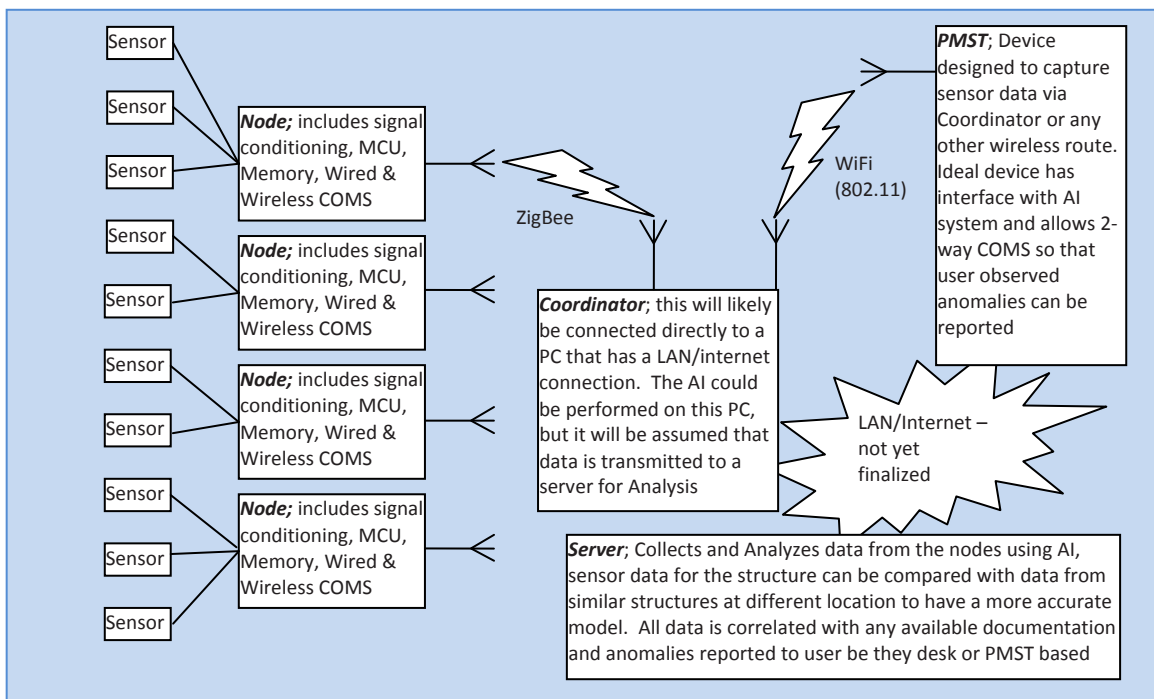 Sensor
Sensor
Sensor
Node; includes signal
conditioning, MCU,
Memory, Wired &
Wireless COMS
Sensor
Sensor
Node; includes signal
conditioning, MCU,
Memory, Wired &
Wireless COMS
Sensor
Sensor
Node; includes signal
conditioning, MCU,
Memory, Wired &
Wireless COMS
Sensor
Sensor
Sensor
Node; includes signal
conditioning, MCU,
Memory, Wired &
Wireless COMS
ZigBee
Coordinator; this will likely
be connected directly to a
PC that has a LAN/internet
connection.  The AI could
be performed on this PC,
but it will be assumed that
data is transmitted to a
server for Analysis
WiFi
(802.11)
PMST; Device
designed to capture
sensor data via
Coordinator or any
other wireless route.
Ideal device has
interface with AI
system and allows 2-
way COMS so that
user observed
anomalies can be
reported
LAN/Internet –
not yet
finalized
Server; Collects and Analyzes data from the nodes using AI,
sensor data for the structure can be compared with data from
similar structures at different location to have a more accurate
model.  All data is correlated with any available documentation
and anomalies reported to user be they desk or PMST based